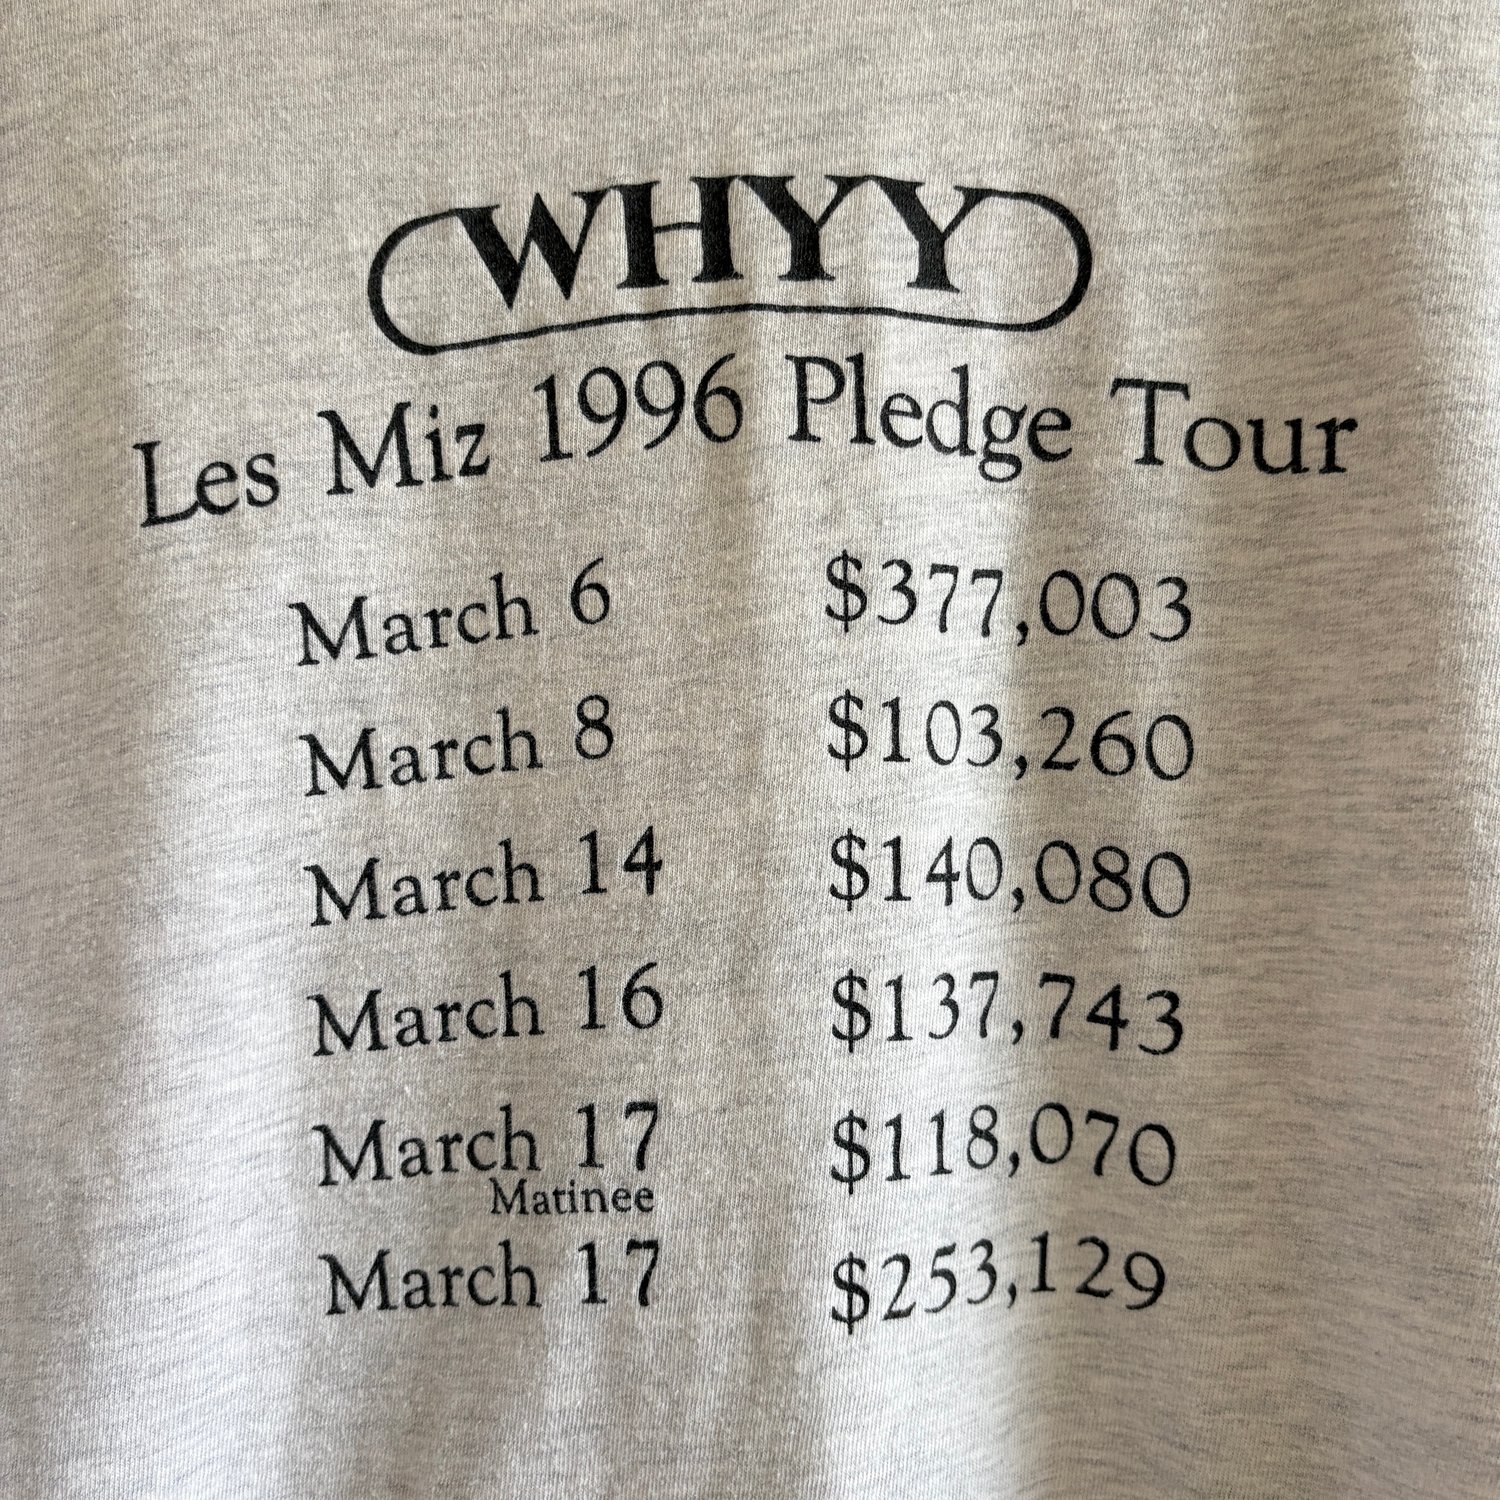 WHYY
Les Miz 1996 Pledge Tour
March 6 $377,003
March 8 $103,260
March 14 $140,080
March 16 $137,743
March 17 $118,070
Matinee
March 17 $253,129